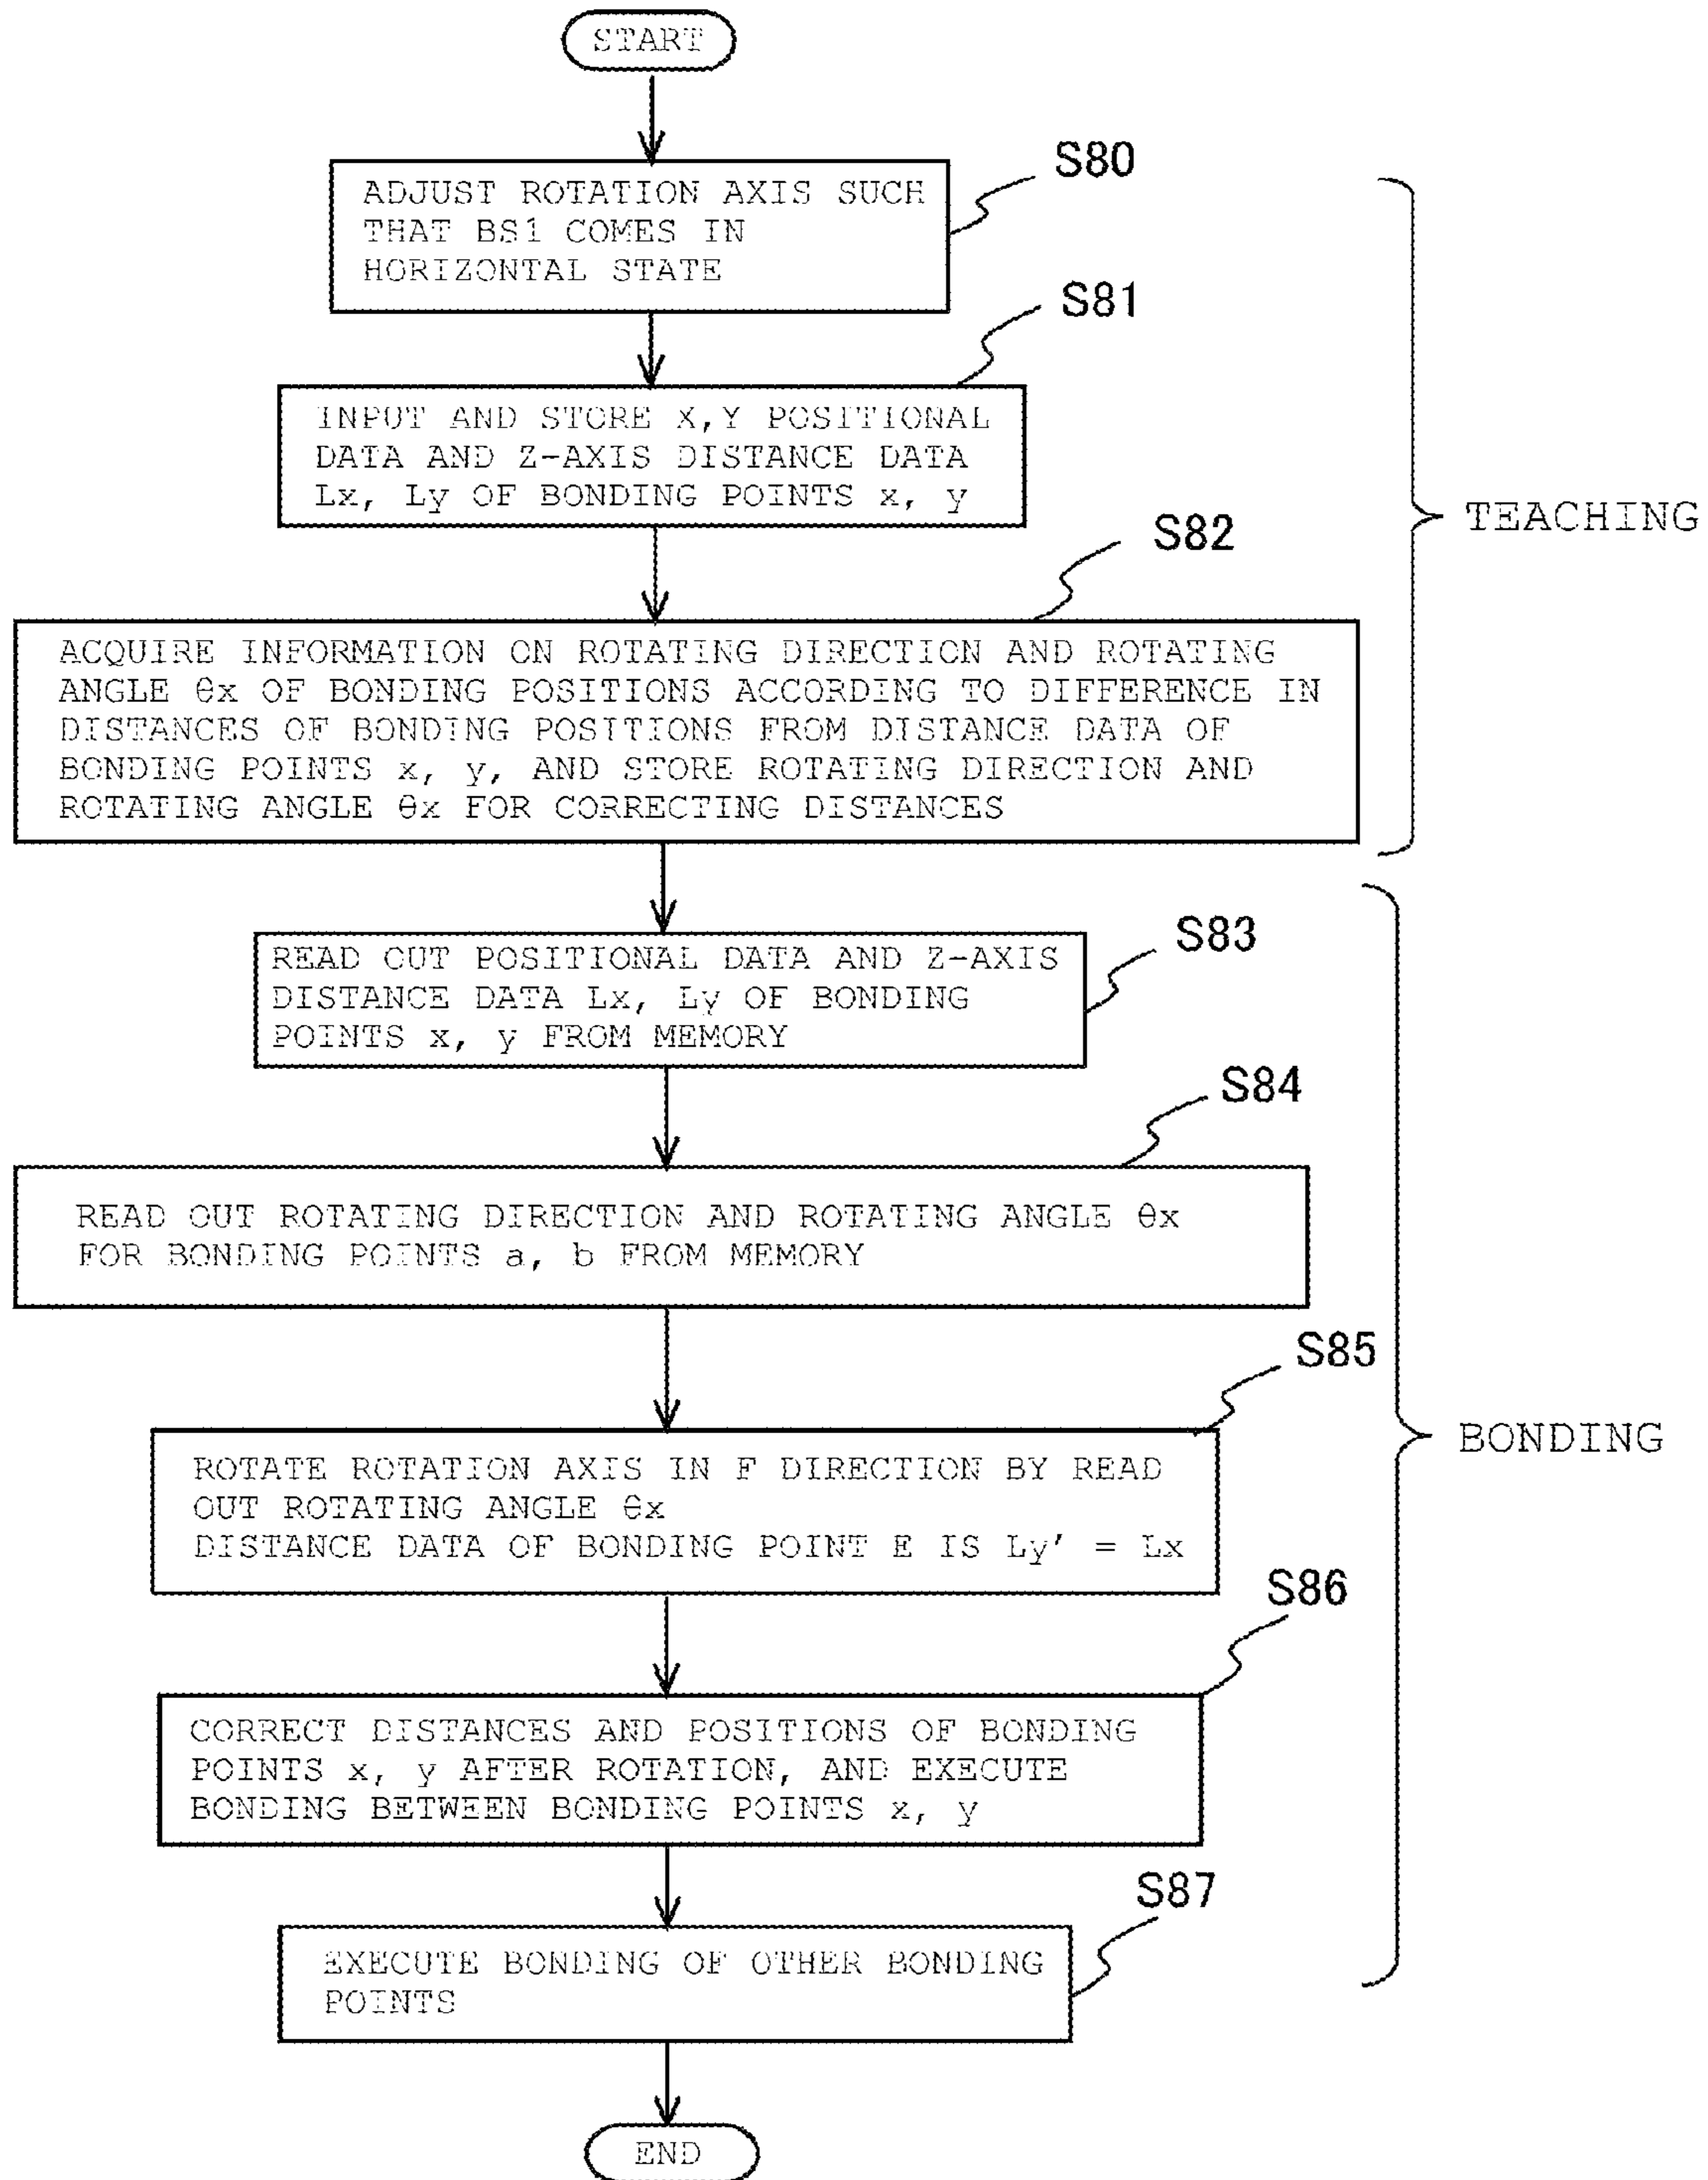 START
S80
ADJUST ROTATION AXIS SUCH
THAT BS1 COMES IN
HORIZONTAL STATE
S81
INPUT AND STORE X,Y POSITIONAL
DATA AND Z-AXIS DISTANCE DATA
Lx, Ly OF BONDING POINTS x, y
TEACHING
S82
ACQUIRE INFORMATION ON ROTATING DIRECTION AND ROTATING
ANGLE θx OF BONDING POSITIONS ACCORDING TO DIFFERENCE IN
DISTANCES OF BONDING POSITIONS FROM DISTANCE DATA OF
BONDING POINTS x, y, AND STORE ROTATING DIRECTION AND
ROTATING ANGLE θx FOR CORRECTING DISTANCES
S83
READ OUT POSITIONAL DATA AND Z-AXIS
DISTANCE DATA Lx, Ly OF BONDING
POINTS x, y FROM MEMORY
S84
READ OUT ROTATING DIRECTION AND ROTATING ANGLE θx
FOR BONDING POINTS a, b FROM MEMORY
S85
BONDING
ROTATE ROTATION AXIS IN F DIRECTION BY READ
OUT ROTATING ANGLE θx
DISTANCE DATA OF BONDING POINT E IS Ly' = Lx
S86
CORRECT DISTANCES AND POSITIONS OF BONDING
POINTS x, y AFTER ROTATION, AND EXECUTE
BONDING BETWEEN BONDING POINTS x, y
S87
EXECUTE BONDING OF OTHER BONDING
POINTS
END